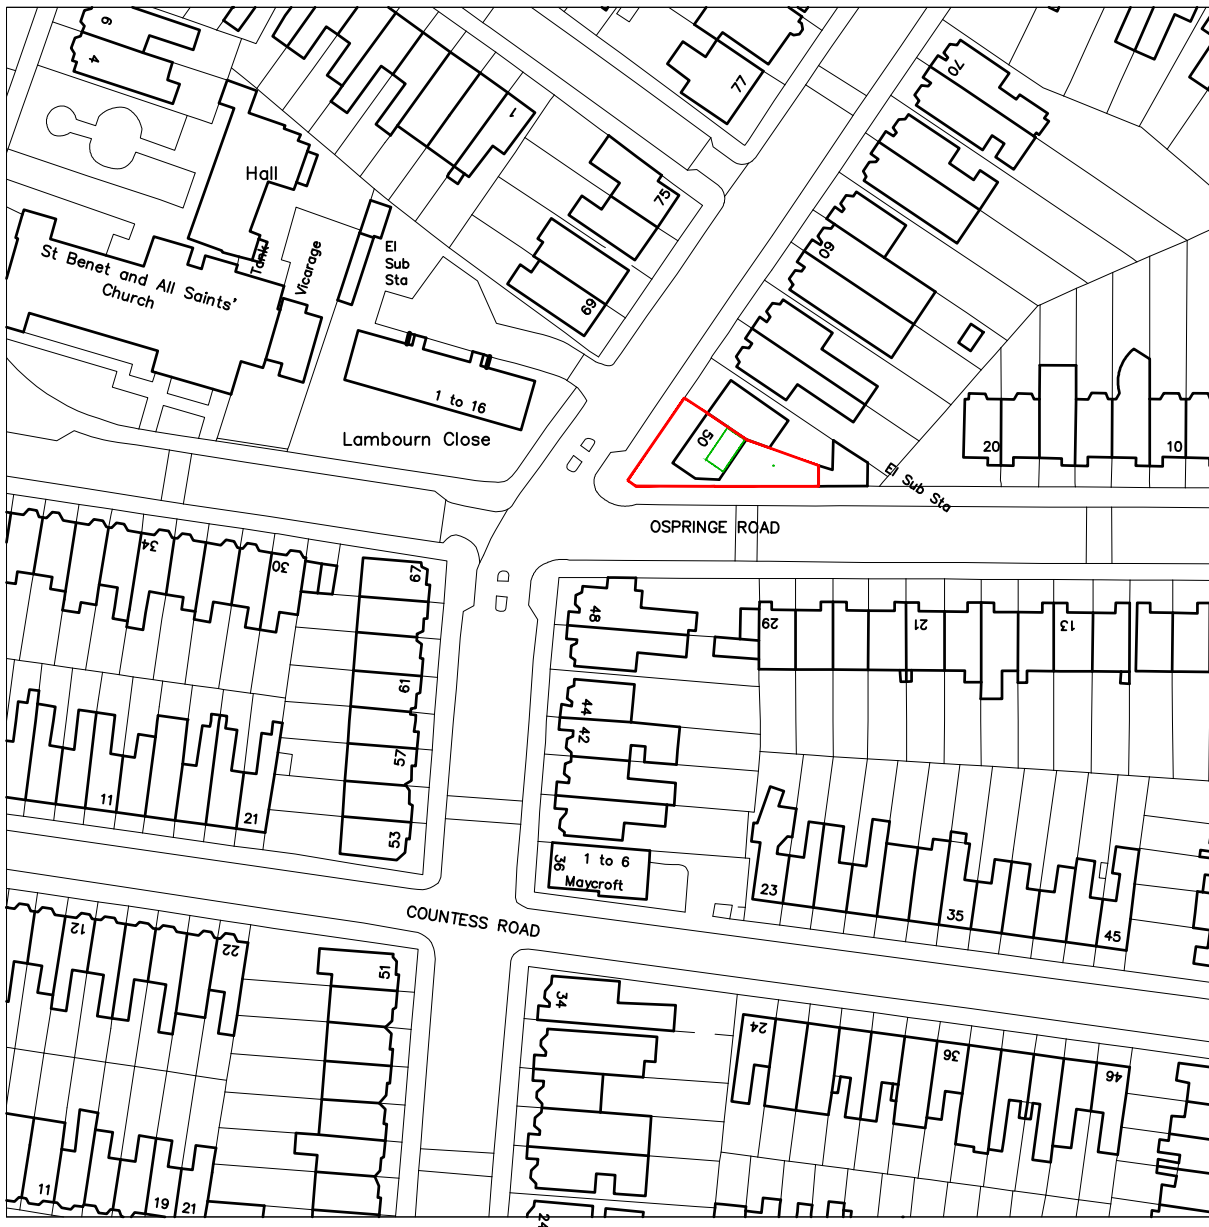 6
4
1
77
70
Hall
75
60
Tank
Vicarage
El
Sub
Sta
St Benet and All Saints'
Church
69
1 to 16
Lambourn Close
50
20
10
El Sub Sta
OSPRINGE ROAD
34
30
67
48
29
21
13
61
44
42
57
11
21
53
36
1 to 6
Maycroft
23
35
45
COUNTESS ROAD
12
22
51
34
24
36
46
11
19
21
24